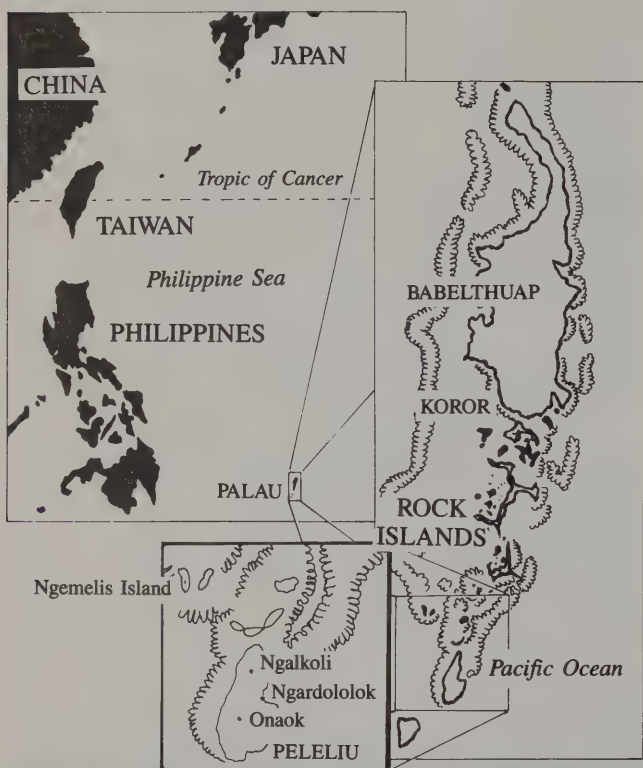 JAPAN
CHINA
Tropic of Cancer
TAIWAN
Philippine Sea
PHILIPPINES
PALAU
BABELTHUAP
KOROR
ROCK
ISLANDS
Pacific Ocean
Ngemelis Island
Ngalkoli
Ngardololok
Onaok
PELELIU